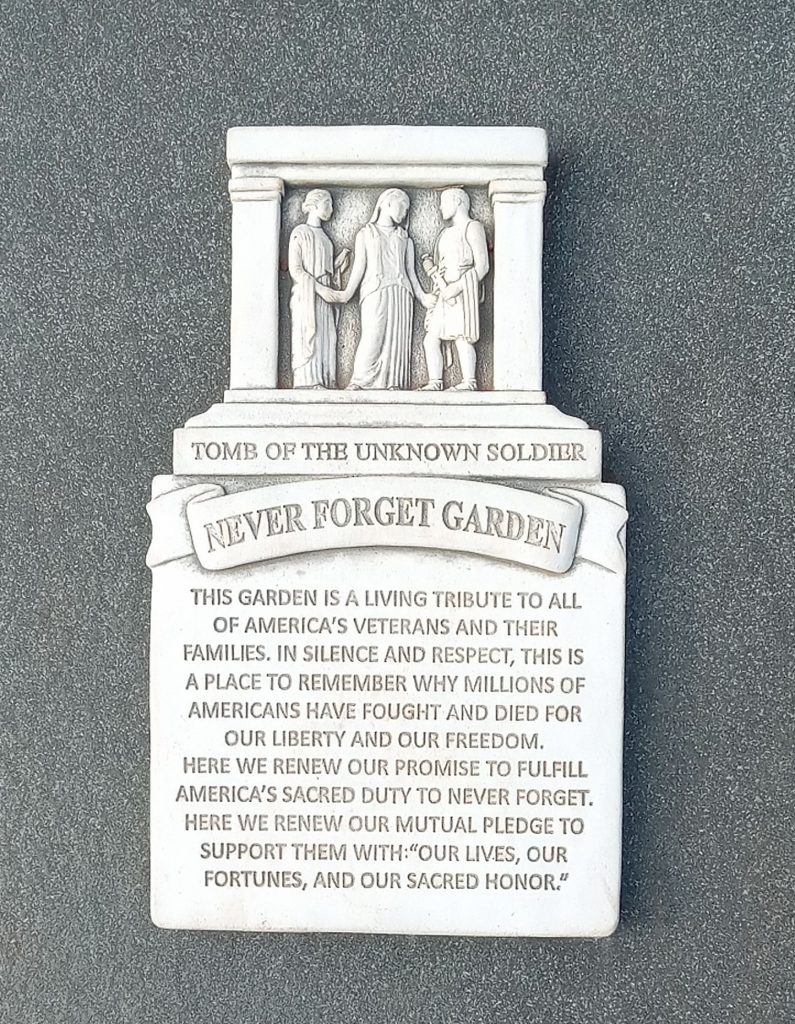 TOMB OF THE UNKNOWN SOLDIER
NEVER FORGET GARDEN
THIS GARDEN IS A LIVING TRIBUTE TO ALL
OF AMERICA'S VETERANS AND THEIR
FAMILIES. IN SILENCE AND RESPECT, THIS IS
A PLACE TO REMEMBER WHY MILLIONS OF
AMERICANS HAVE FOUGHT AND DIED FOR
OUR LIBERTY AND OUR FREEDOM.
HERE WE RENEW OUR PROMISE TO FULFILL
AMERICA'S SACRED DUTY TO NEVER FORGET.
HERE WE RENEW OUR MUTUAL PLEDGE TO
SUPPORT THEM WITH:“OUR LIVES, OUR
FORTUNES, AND OUR SACRED HONOR.”